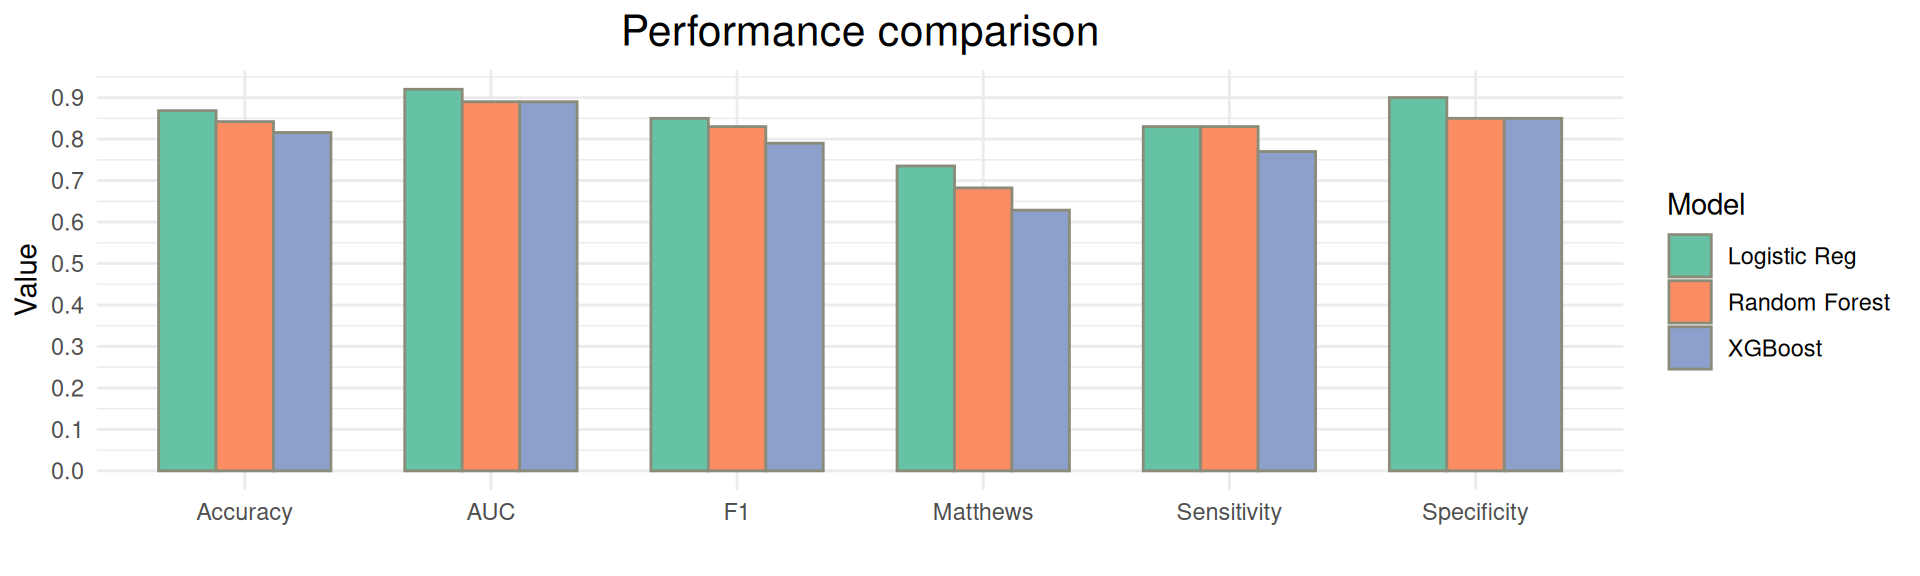 Performance comparison
Value
0.9
0.8
0.7
0.6
0.5
0.4
0.3
0.2
0.1
0.0
Accuracy AUC F1 Matthews Sensitivity Specificity
Model
Logistic Reg
Random Forest
XGBoost